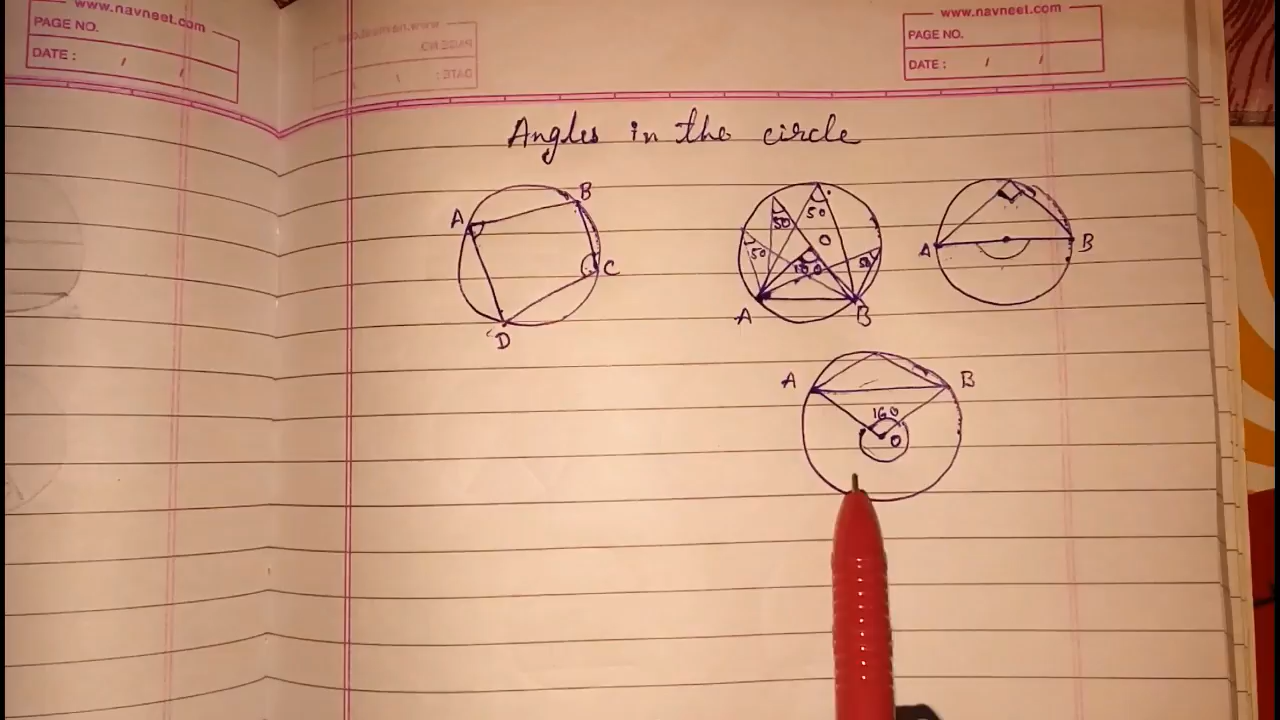 www.navneet.com
PAGE NO.
DATE : / /
www.navneet.com
PAGE NO.
DATE : / /
Angles in the circle
A B C D
50 50 50 50 O 100 A B
A B
A B 160 O